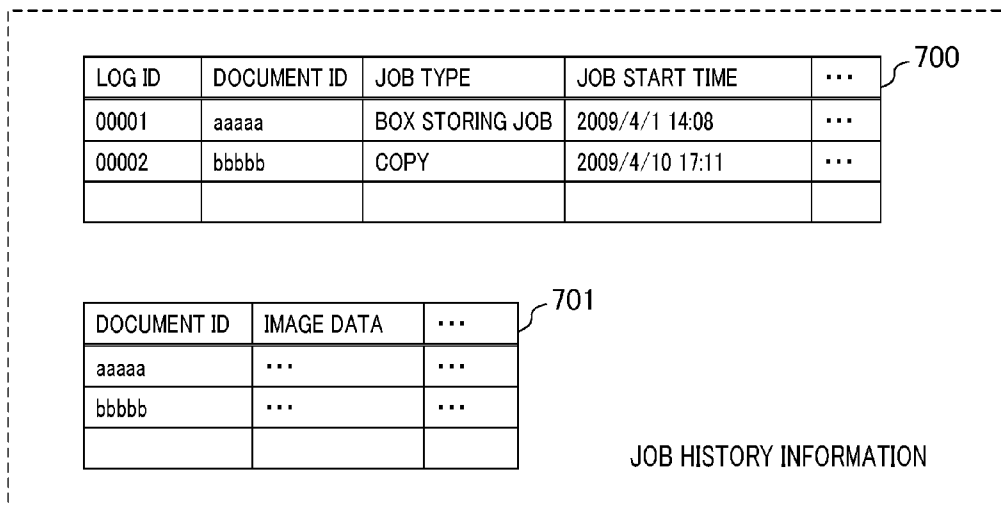 700
LOG ID DOCUMENT ID JOB TYPE JOB START TIME ...
00001 aaaaa BOX STORING JOB 2009/4/1 14:08 ...
00002 bbbbb COPY 2009/4/10 17:11 ...
701
DOCUMENT ID IMAGE DATA ...
aaaaa ... ...
bbbbb ... ...
JOB HISTORY INFORMATION